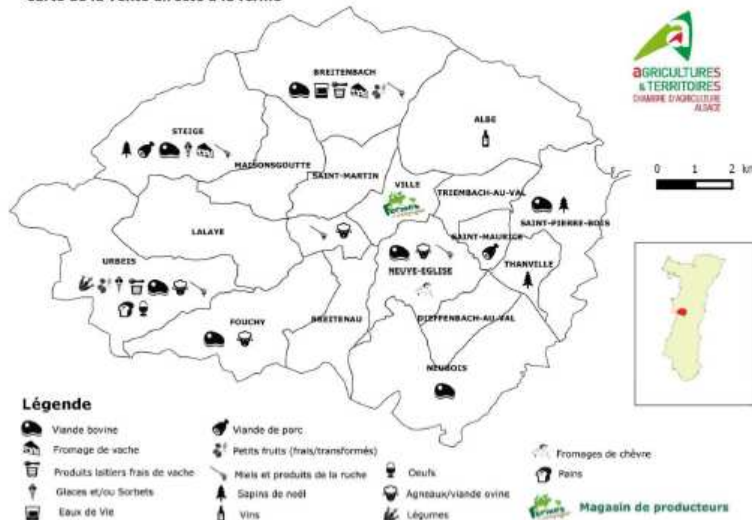 AGRICULTURES
& TERRITOIRES
CHAMBRE D'AGRICULTURE
ALSACE
BREITENBACH
ALBE
STEIGE
MAISONSGOUTTE
SAINT-MARTIN
VILLE
TRIEMBACH-AU-VAL
0 1 2 km
SAINT-PIERRE-BOIS
LALAYE
SAINT-MAURICE
URBEIS
NEUVE-EGLISE
THANVILLE
FOUCHY
BREITENAU
DIEFFENBACH-AU-VAL
NEUBOIS
Légende
Viande bovine
Fromage de vache
Produits laitiers frais de vache
Glaces et/ou Sorbets
Eaux de Vie
Viande de porc
Petits fruits (frais/transformés)
Miels et produits de la ruche
Sapins de noël
Vins
Oeufs
Agneaux/viande ovine
Légumes
Fromages de chèvre
Pains
Magasin de producteurs